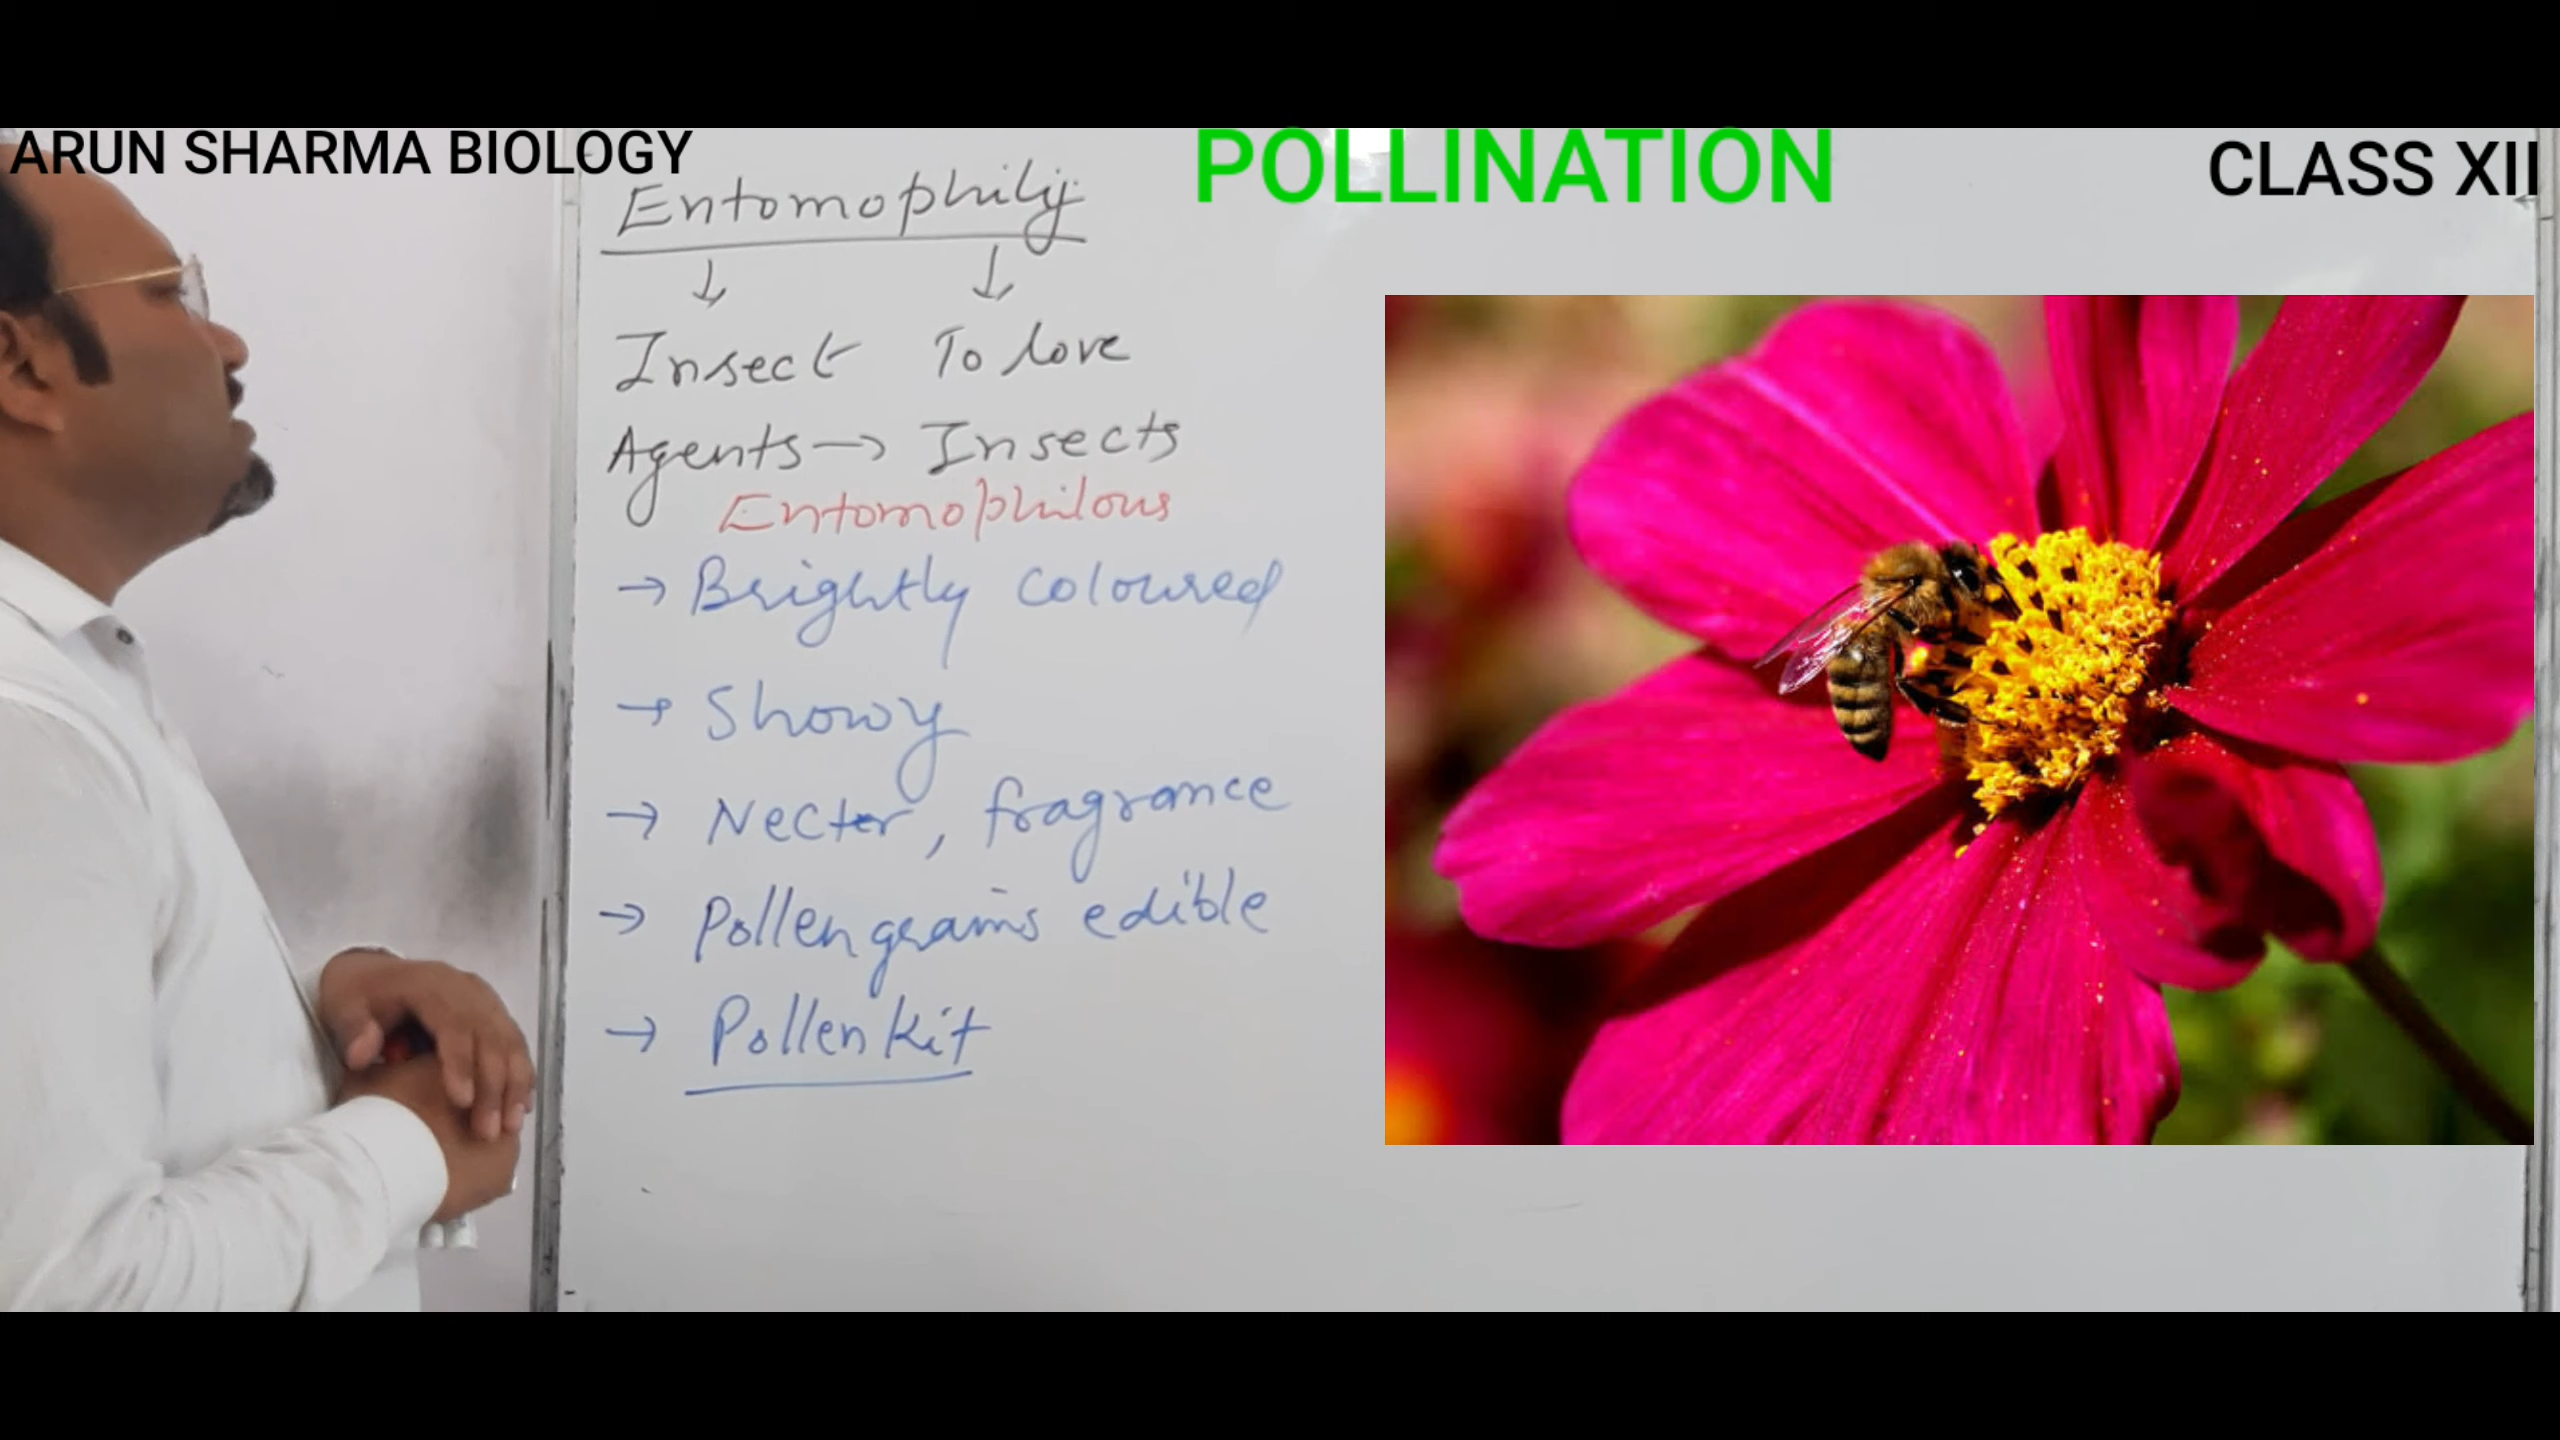 ARUN SHARMA BIOLOGY
POLLINATION
CLASS XII
Entomophily
↓ ↓
Insect To love
Agents → Insects
Entomophilous
→ Brightly coloured
→ Showy
→ Necter, fragrance
→ Pollengrains edible
→ Pollenkit